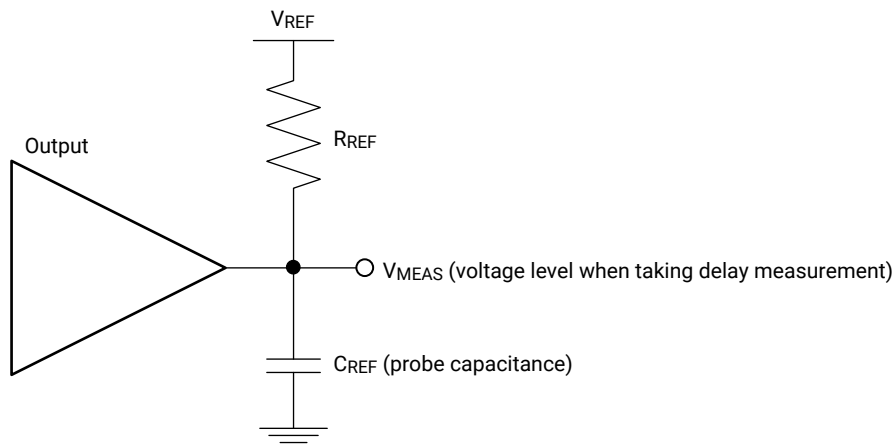 VREF
RREF
Output
VMEAS (voltage level when taking delay measurement)
CREF (probe capacitance)